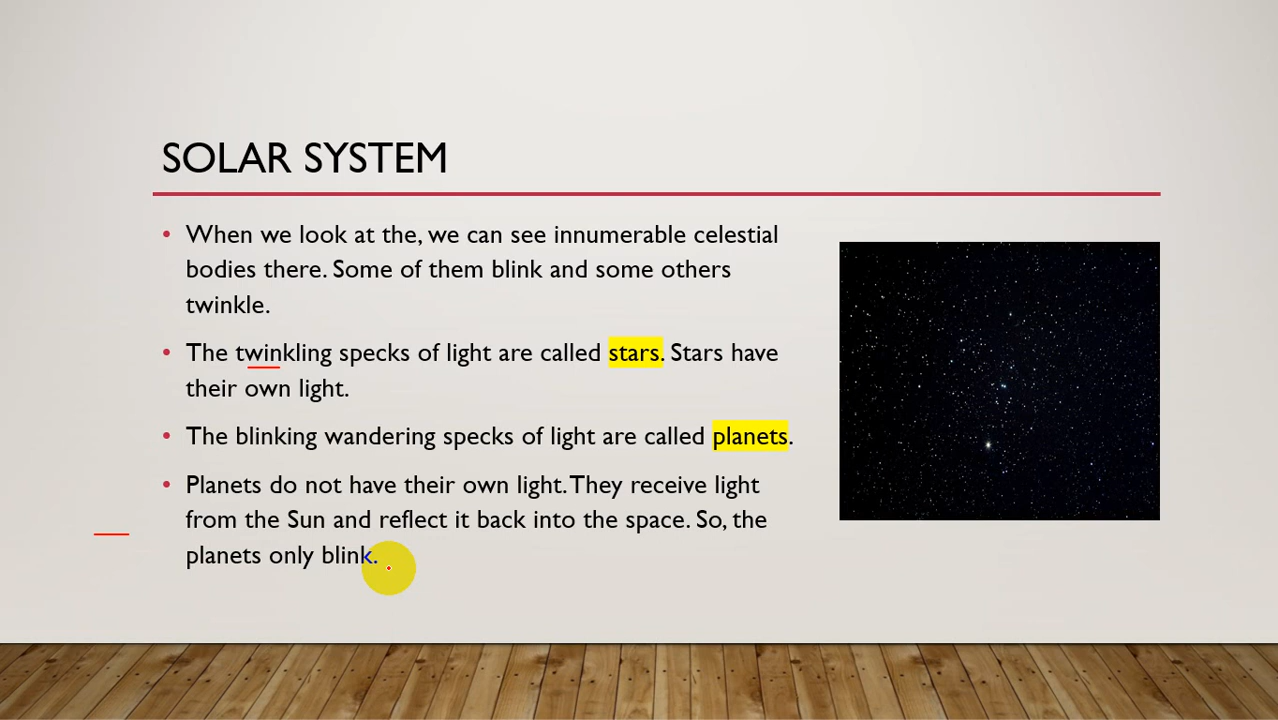 SOLAR SYSTEM
• When we look at the, we can see innumerable celestial
bodies there. Some of them blink and some others
twinkle.
• The twinkling specks of light are called stars. Stars have
their own light.
• The blinking wandering specks of light are called planets.
• Planets do not have their own light. They receive light
from the Sun and reflect it back into the space. So, the
planets only blink.